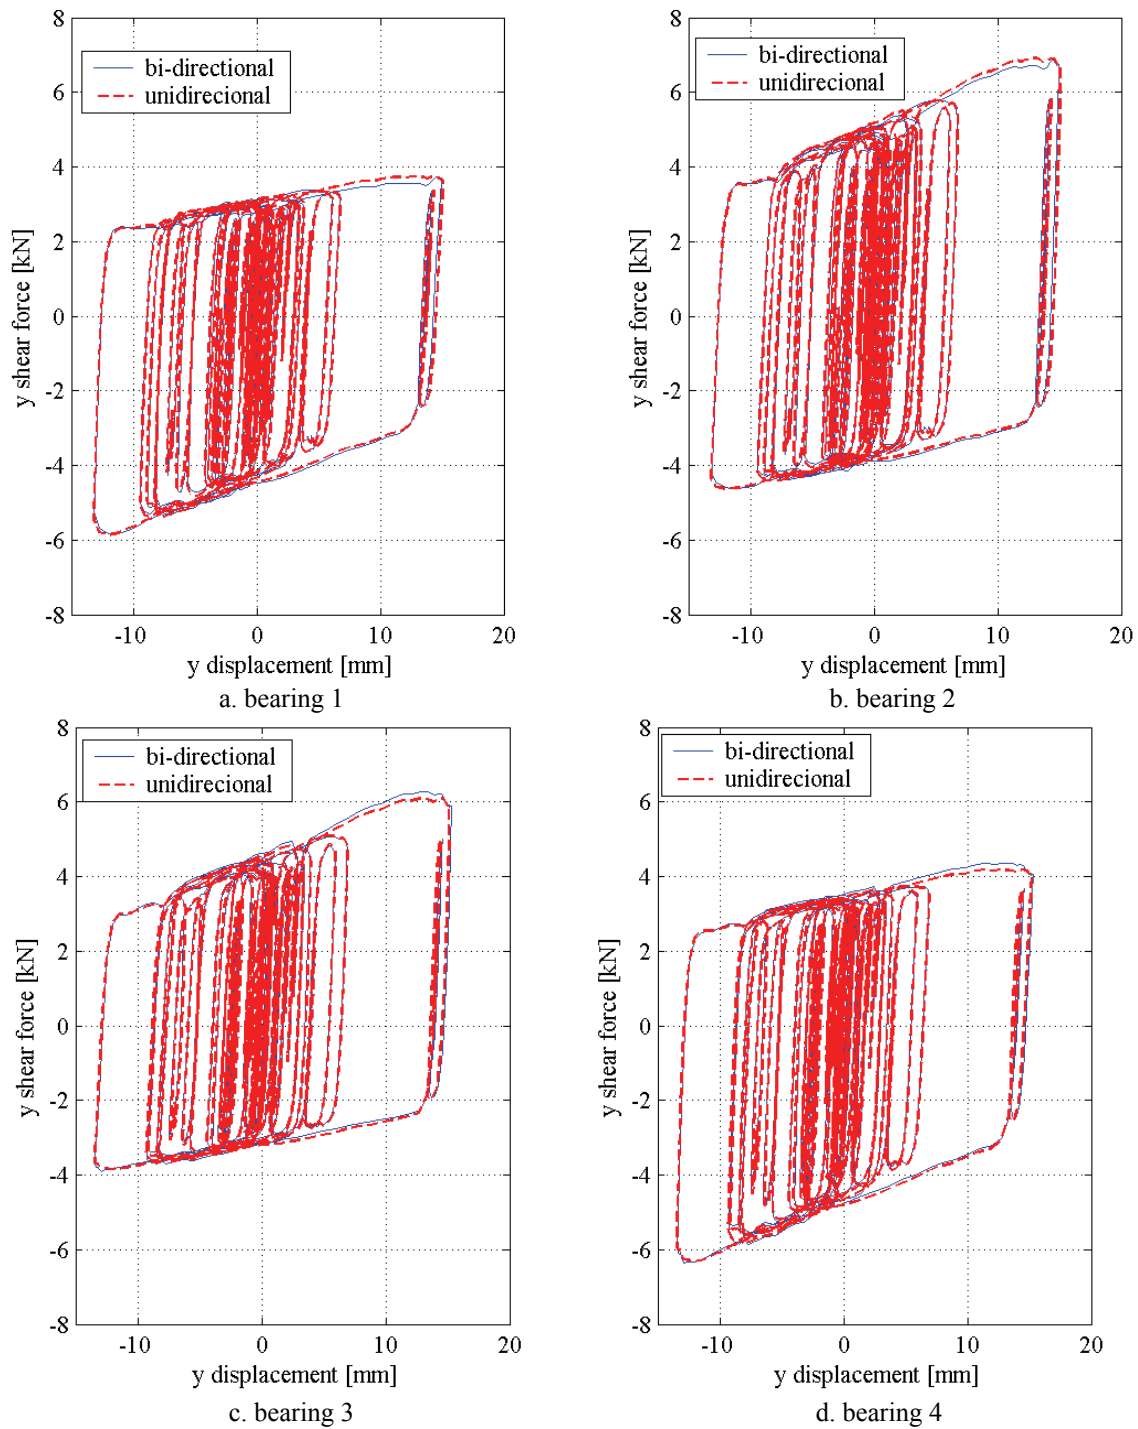 8
6
4
2
0
-2
-4
-6
-8
y shear force [kN]
bi-directional
unidirecional
-10
0
10
20
y displacement [mm]
a. bearing 1
8
6
4
2
0
-2
-4
-6
-8
y shear force [kN]
bi-directional
unidirecional
-10
0
10
20
y displacement [mm]
b. bearing 2
8
6
4
2
0
-2
-4
-6
-8
y shear force [kN]
bi-directional
unidirecional
-10
0
10
20
y displacement [mm]
c. bearing 3
8
6
4
2
0
-2
-4
-6
-8
y shear force [kN]
bi-directional
unidirecional
-10
0
10
20
y displacement [mm]
d. bearing 4